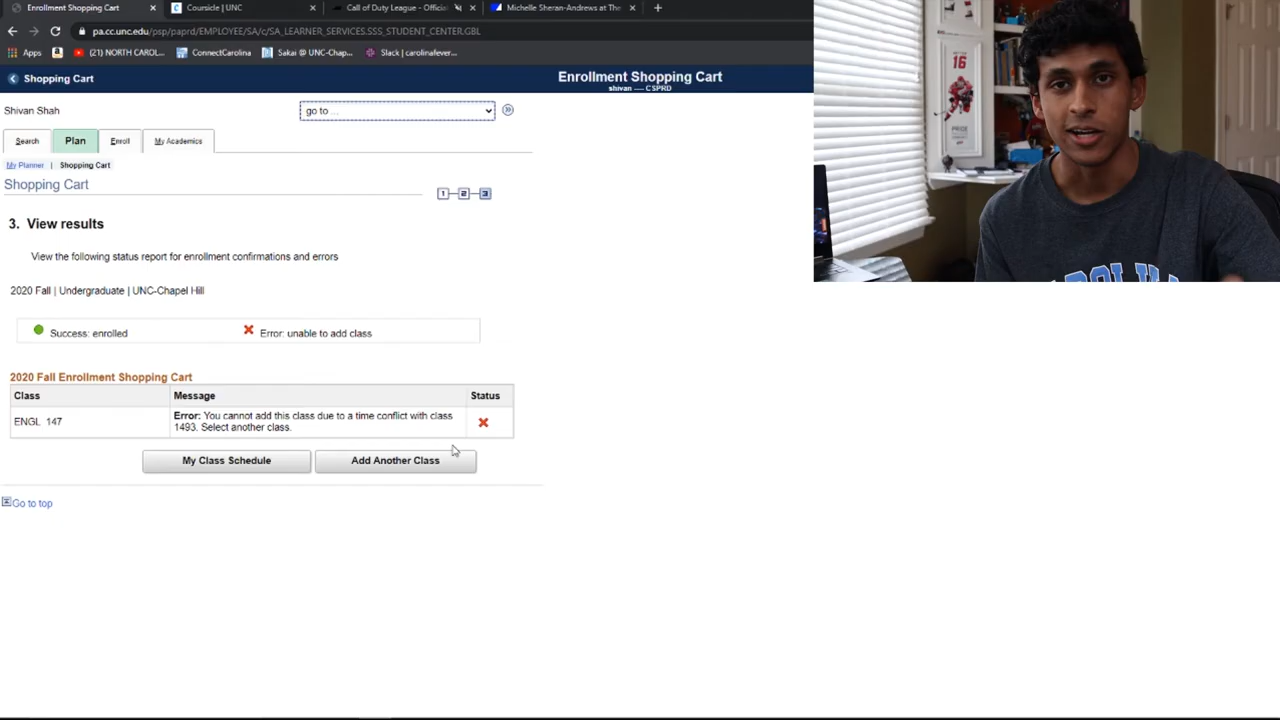 Enrollment Shopping Cart
Coursicle | UNC
Call of Duty League - Official
Michelle Sheran-Andrews at The
pa.cc.unc.edu/psp/paprd/EMPLOYEE/SA/c/SA_LEARNER_SERVICES.SSS_STUDENT_CENTER.GBL
Apps
(21) NORTH CAROL...
ConnectCarolina
Sakai @ UNC-Chap...
Slack | carolinafever...
Shopping Cart
Enrollment Shopping Cart
shivan ---- CSPRD
Shivan Shah
go to ...
Search
Plan
Enroll
My Academics
My Planner | Shopping Cart
Shopping Cart
1 2 3
3. View results
View the following status report for enrollment confirmations and errors
2020 Fall | Undergraduate | UNC-Chapel Hill
Success: enrolled
Error: unable to add class
2020 Fall Enrollment Shopping Cart
Class Message Status
ENGL 147
Error: You cannot add this class due to a time conflict with class
1493. Select another class.
My Class Schedule
Add Another Class
Go to top
16
PRIDE